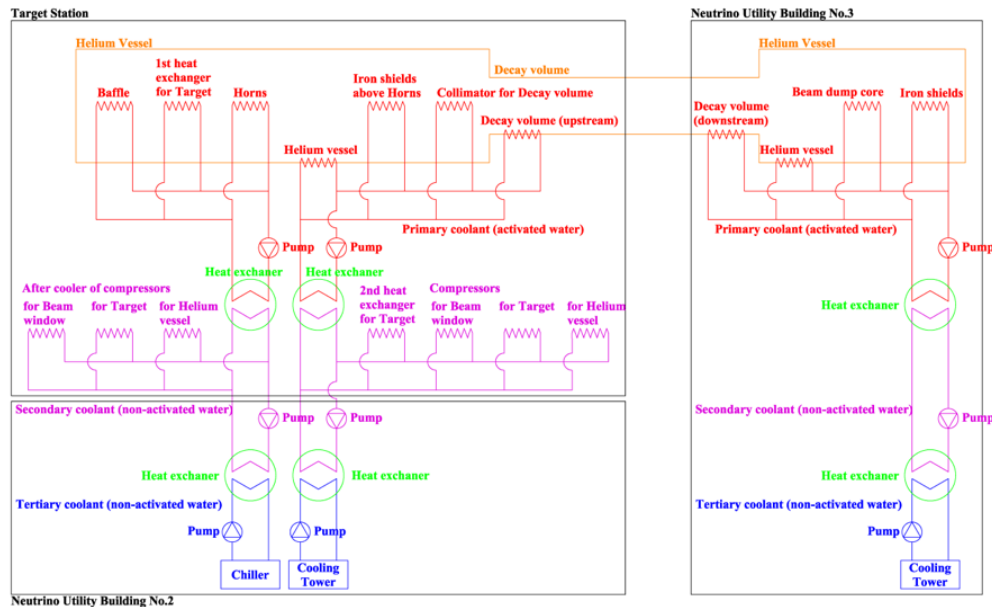 Target Station
Neutrino Utility Building No.3
Helium Vessel
Helium Vessel
Decay volume
1st heat
exchanger
for Target
Baffle
Horns
Iron shields
above Horns
Collimator for Decay volume
Decay volume (upstream)
Helium vessel
Decay volume
(downstream)
Beam dump core
Iron shields
Helium vessel
Primary coolant (activated water)
Primary coolant (activated water)
Pump
Pump
Pump
Heat exchaner
Heat exchaner
Heat exchaner
After cooler of compressors
for Beam
window
for Target
for Helium
vessel
2nd heat
exchanger
for Target
Compressors
for Beam
window
for Target
for Helium
vessel
Secondary coolant (non-activated water)
Pump
Pump
Secondary coolant (non-activated water)
Pump
Heat exchaner
Heat exchaner
Heat exchaner
Tertiary coolant (non-activated water)
Tertiary coolant (non-activated water)
Pump
Pump
Pump
Chiller
Cooling
Tower
Cooling
Tower
Neutrino Utility Building No.2